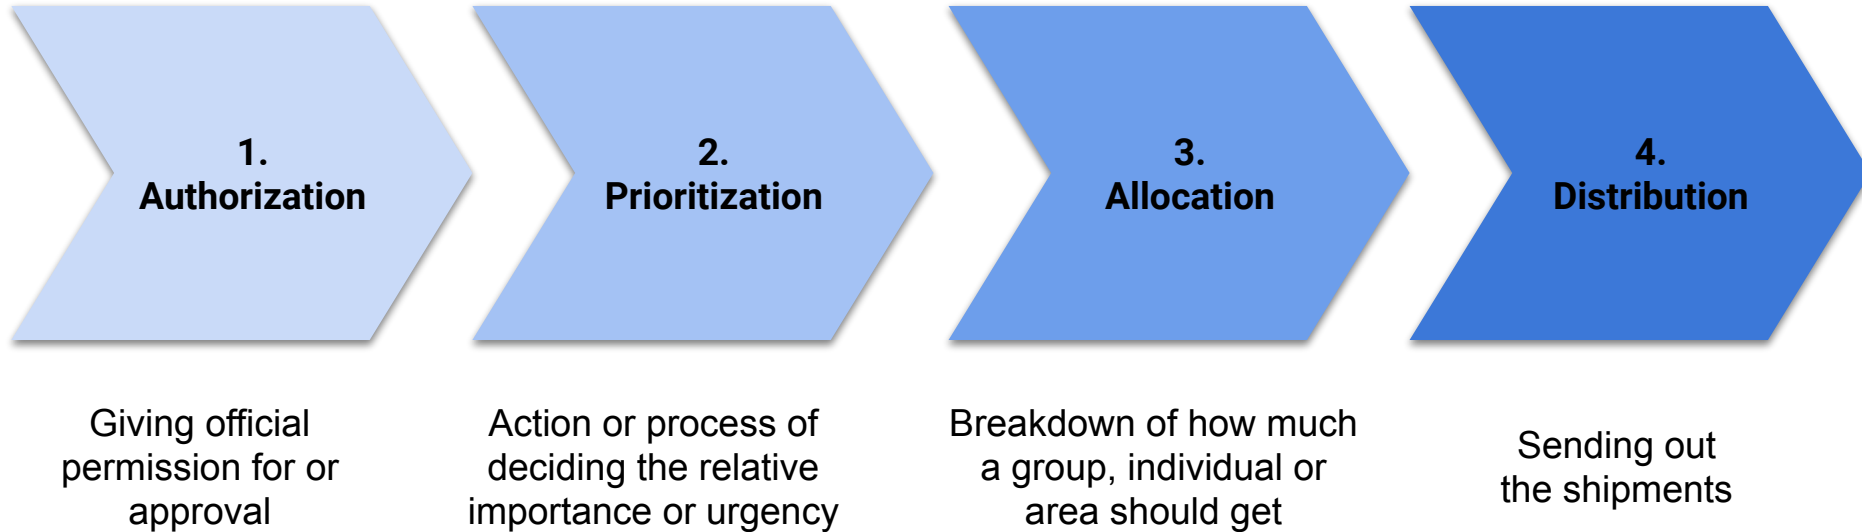 1.
Authorization
2.
Prioritization
3.
Allocation
4.
Distribution
Giving official
permission for or
approval
Action or process of
deciding the relative
importance or urgency
Breakdown of how much
a group, individual or
area should get
Sending out
the shipments